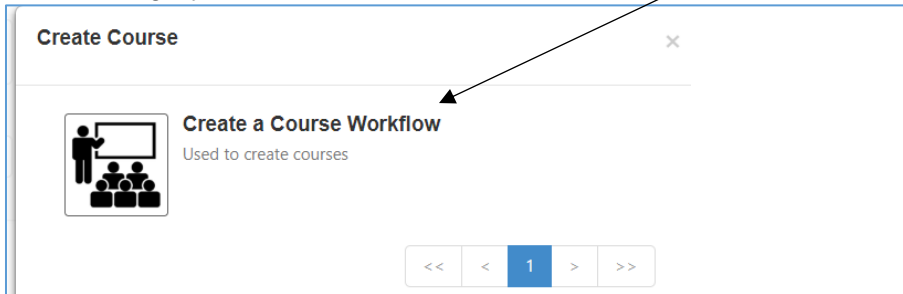 Create Course
×
Create a Course Workflow
Used to create courses
<< < 1 > >>